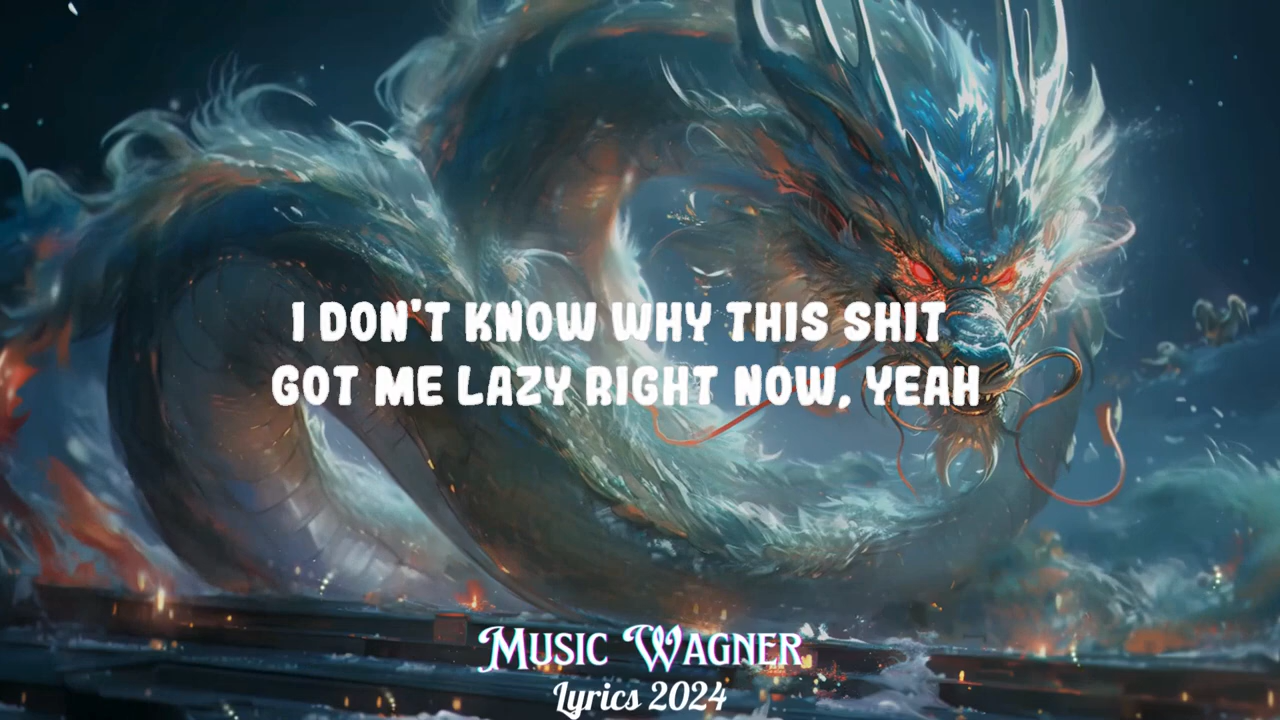 I DON'T KNOW WHY THIS SHIT
GOT ME LAZY RIGHT NOW, YEAH
MUSIC WAGNER
Lyrics 2024